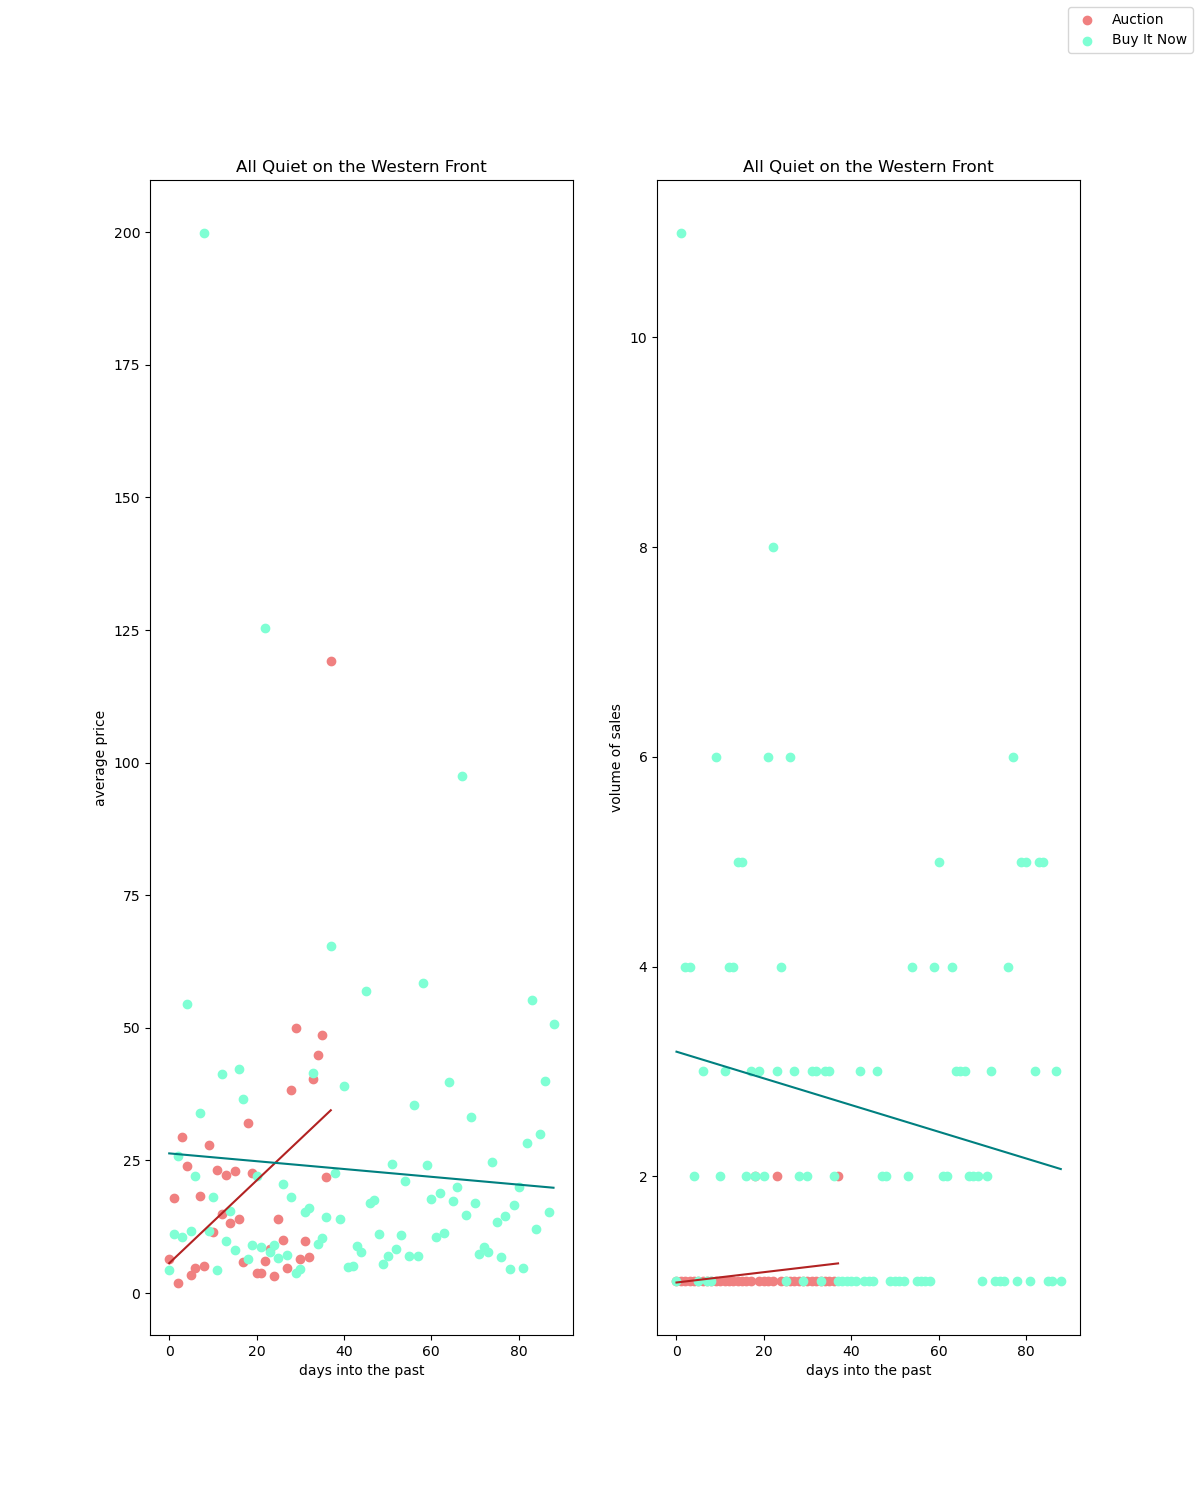 Auction
Buy It Now
All Quiet on the Western Front
200
175
150
125
100
75
50
25
0
average price
0 20 40 60 80
days into the past
All Quiet on the Western Front
10
8
6
4
2
volume of sales
0 20 40 60 80
days into the past